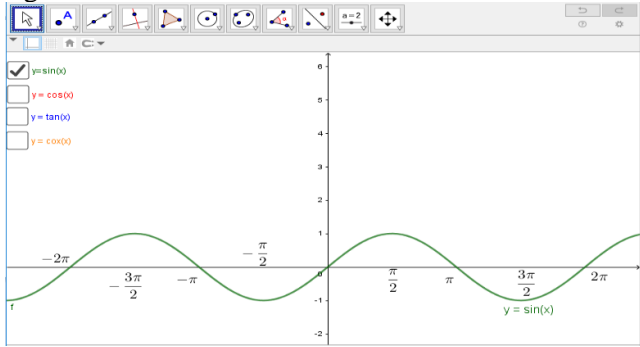 A
a=2
y=sin(x)
y = cos(x)
y = tan(x)
y = cox(x)
6
5
4
3
2
1
0
-1
-2
−2π
−3π/2
−π
−π/2
π/2
π
3π/2
2π
f
y = sin(x)